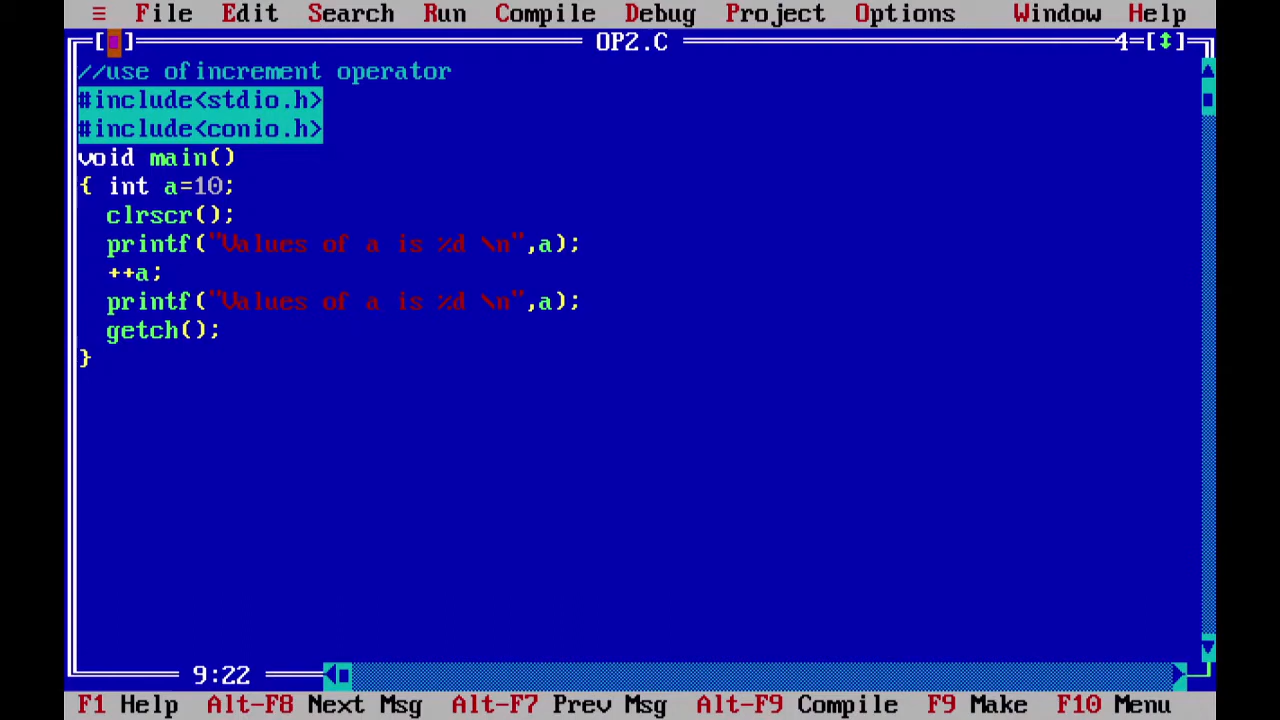 ≡ File Edit Search Run Compile Debug Project Options Window Help
[■] OP2.C 4=[↕]
//use ofincrement operator
#include<stdio.h>
#include<conio.h>
void main()
{ int a=10;
  clrscr();
  printf("Values of a is %d \n",a);
  ++a;
  printf("Values of a is %d \n",a);
  getch();
}
9:22
F1 Help Alt-F8 Next Msg Alt-F7 Prev Msg Alt-F9 Compile F9 Make F10 Menu